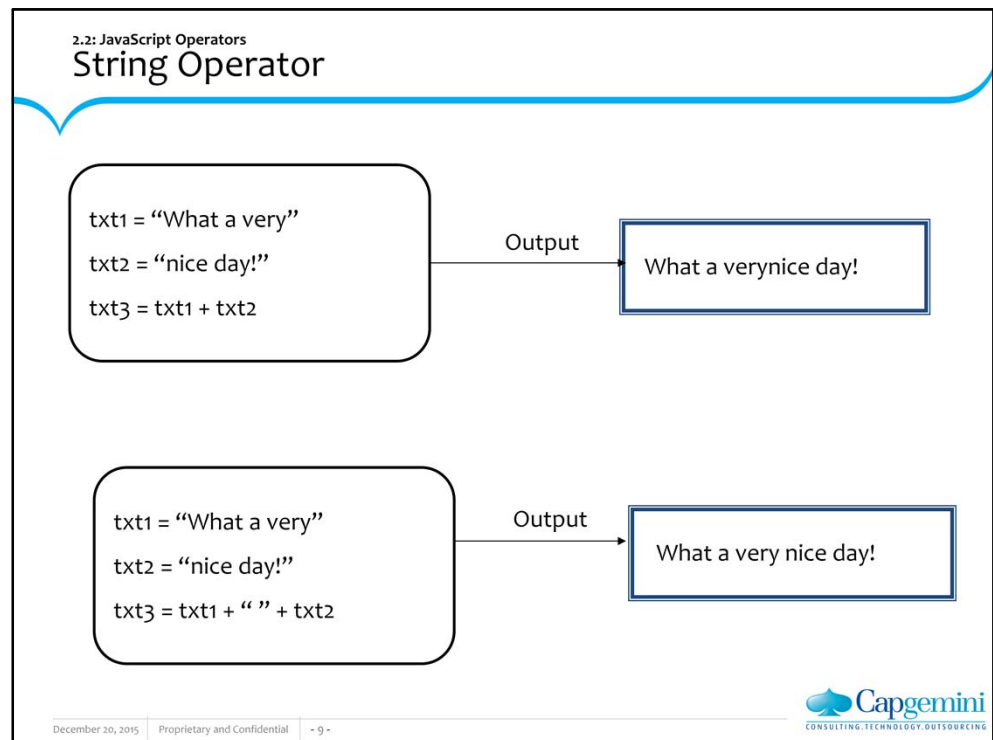 2.2: JavaScript Operators
String Operator
txt1 = “What a very”
txt2 = “nice day!”
txt3 = txt1 + txt2
Output
What a verynice day!
txt1 = “What a very”
txt2 = “nice day!”
txt3 = txt1 + “ ” + txt2
Output
What a very nice day!
December 20, 2015 Proprietary and Confidential - 9 -
Capgemini
CONSULTING.TECHNOLOGY.OUTSOURCING